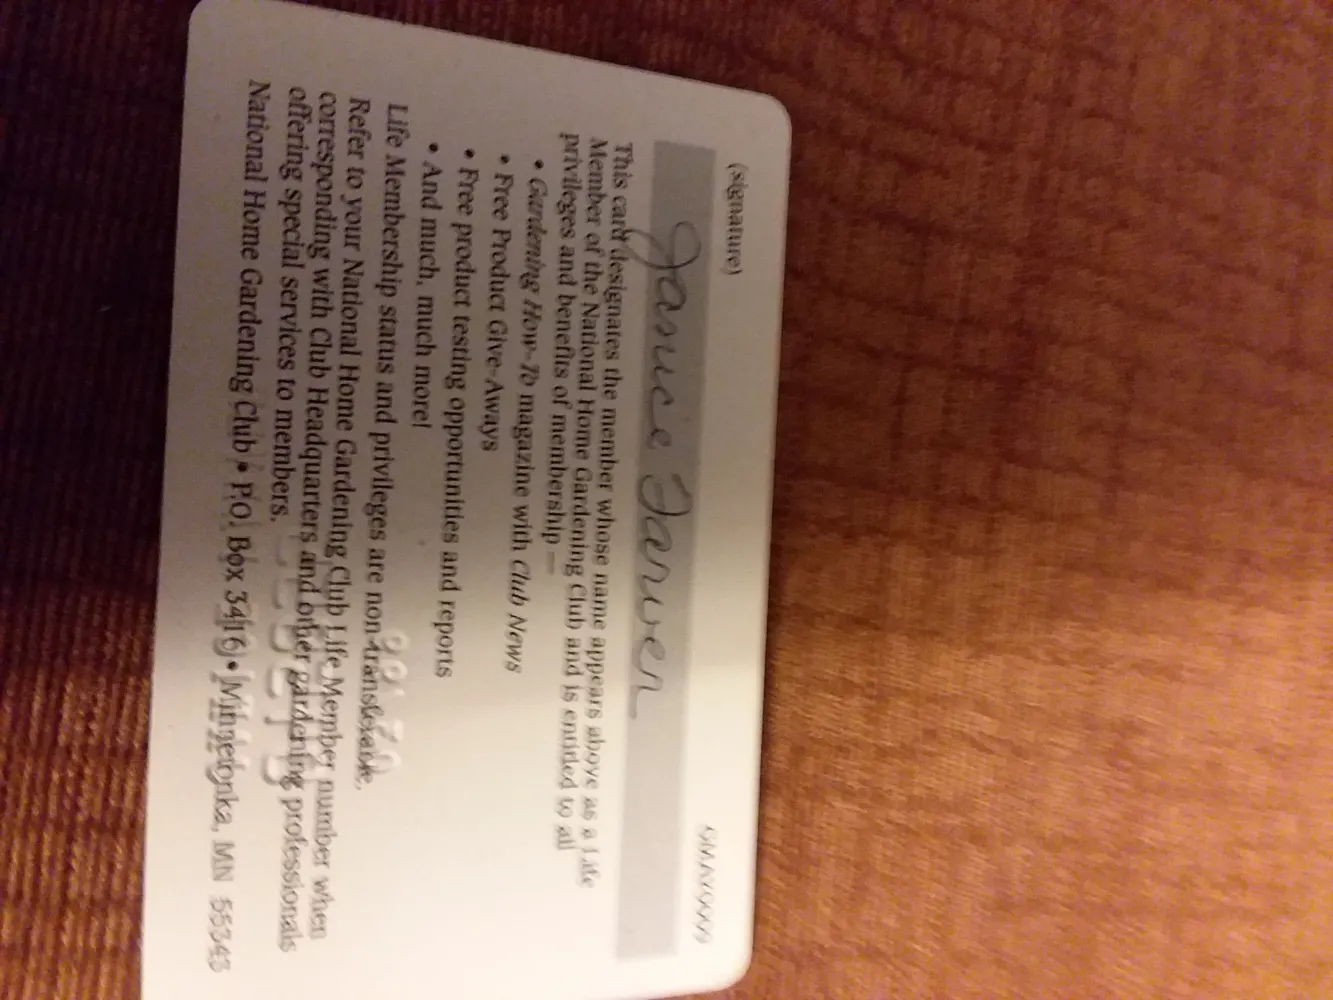 (signature)
Janie Tarver
This card designates the member whose name appears above as a Life
Member of the National Home Gardening Club and is entitled to all
privileges and benefits of membership —
• Gardening How-To magazine with Club News
• Free Product Give-Aways
• Free product testing opportunities and reports
• And much, much more!
Life Membership status and privileges are non-transferable.
Refer to your National Home Gardening Club Life Member number when
corresponding with Club Headquarters and other gardening professionals
offering special services to members.
National Home Gardening Club • P.O. Box 3416 • Minnetonka, MN 55343